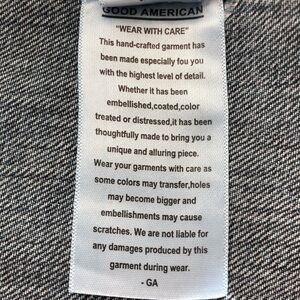 GOOD AMERICAN
"WEAR WITH CARE"
This hand-crafted garment has
been made especially fou you
with the highest level of detail.
Whether it has been
embellished,coated,color
treated or distressed,it has been
thoughtfully made to bring you a
unique and alluring piece.
Wear your garments with care as
some colors may transfer,holes
may become bigger and
embellishments may cause
scratches. We are not liable for
any damages produced by this
garment during wear.
- GA